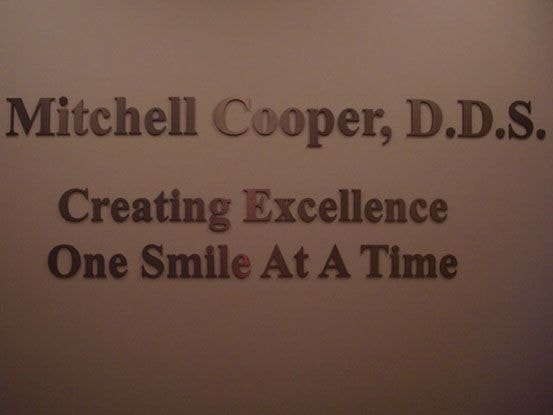 Mitchell Cooper, D.D.S.
Creating Excellence
One Smile At A Time